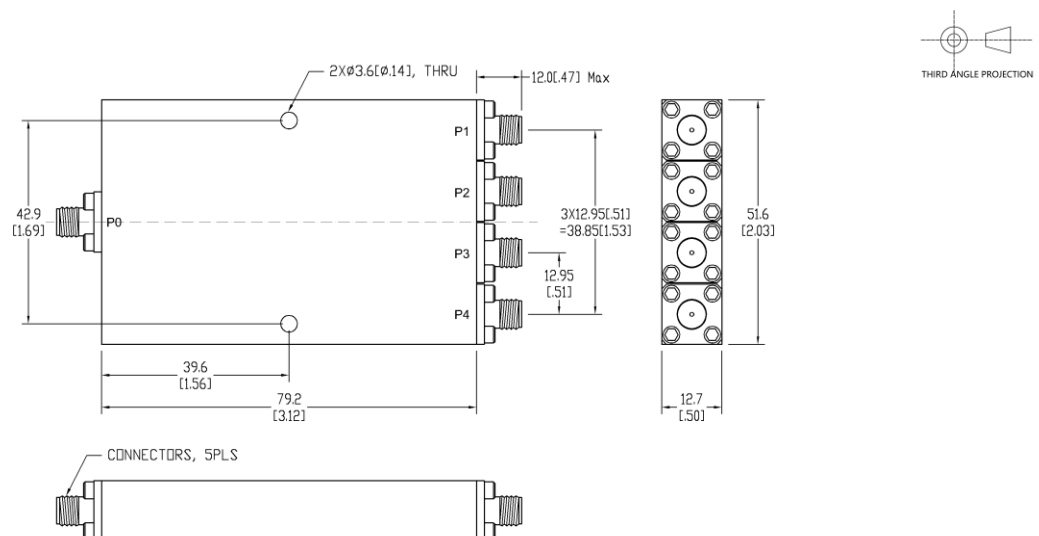 THIRD ANGLE PROJECTION
2XØ3.6[Ø.14], THRU
12.0[.47] Max
P1
P2
P0
P3
P4
42.9
[1.69]
3X12.95[.51]
=38.85[1.53]
12.95
[.51]
51.6
[2.03]
39.6
[1.56]
79.2
[3.12]
12.7
[.50]
CONNECTORS, 5PLS